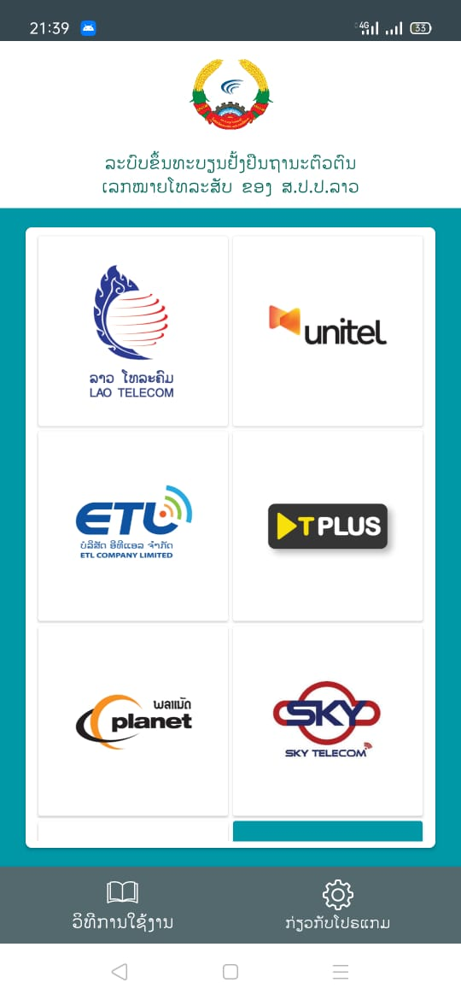 21:39
4G
33
ລະບົບຂຶ້ນທະບຽນຢັ້ງຢືນຖານະຕົວຕົນ
ເລກໝາຍໂທລະສັບ ຂອງ ສ.ປ.ປ.ລາວ
ລາວ ໂທລະຄົມ
LAO TELECOM
unitel
ETL
ບໍລິສັດ ອີທີແອລ ຈຳກັດ
ETL COMPANY LIMITED
T PLUS
ພລາແນັດ
planet
SKY
SKY TELECOM
ວິທີການໃຊ້ງານ
ກ່ຽວກັບໂປຣແກມ